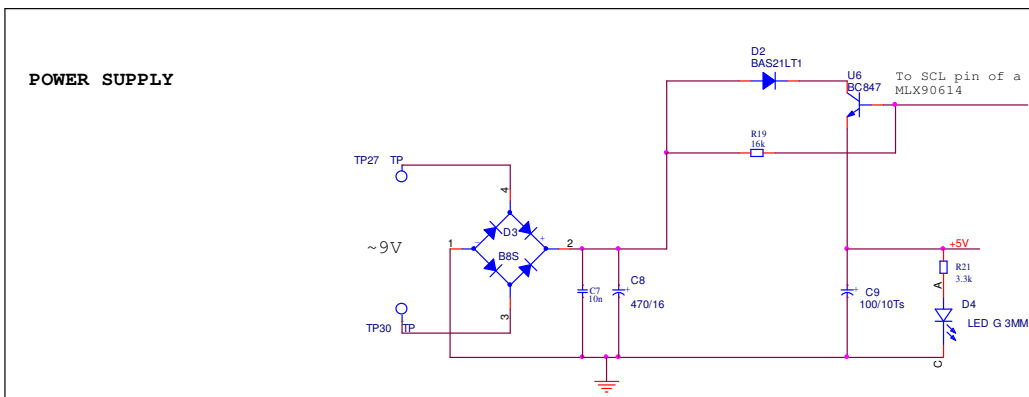 POWER SUPPLY
D2
BAS21LT1
U6
BC847
To SCL pin of a
MLX90614
R19
16k
TP27 TP
4
~9V
1
D3
2
-
+
B8S
C7
10n
C8
+
470/16
3
TP30 TP
+5V
R21
3.3k
A
+
C9
100/10Ts
D4
LED G 3MM
C